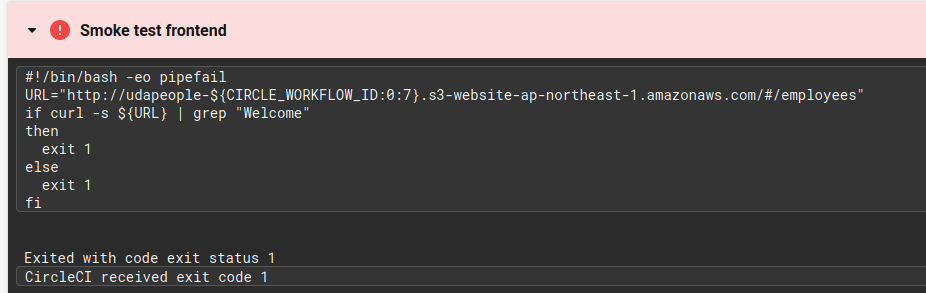 Smoke test frontend
#!/bin/bash -eo pipefail
URL="http://udapeople-${CIRCLE_WORKFLOW_ID:0:7}.s3-website-ap-northeast-1.amazonaws.com/#/employees"
if curl -s ${URL} | grep "Welcome"
then
  exit 1
else
  exit 1
fi
Exited with code exit status 1
CircleCI received exit code 1